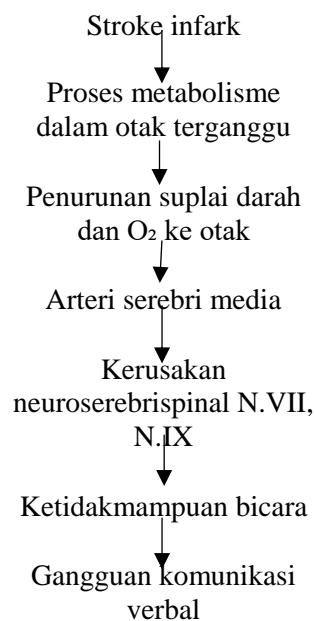 Stroke infark
Proses metabolisme
dalam otak terganggu
Penurunan suplai darah
dan O₂ ke otak
Arteri serebri media
Kerusakan
neuroserebrispinal N.VII,
N.IX
Ketidakmampuan bicara
Gangguan komunikasi
verbal